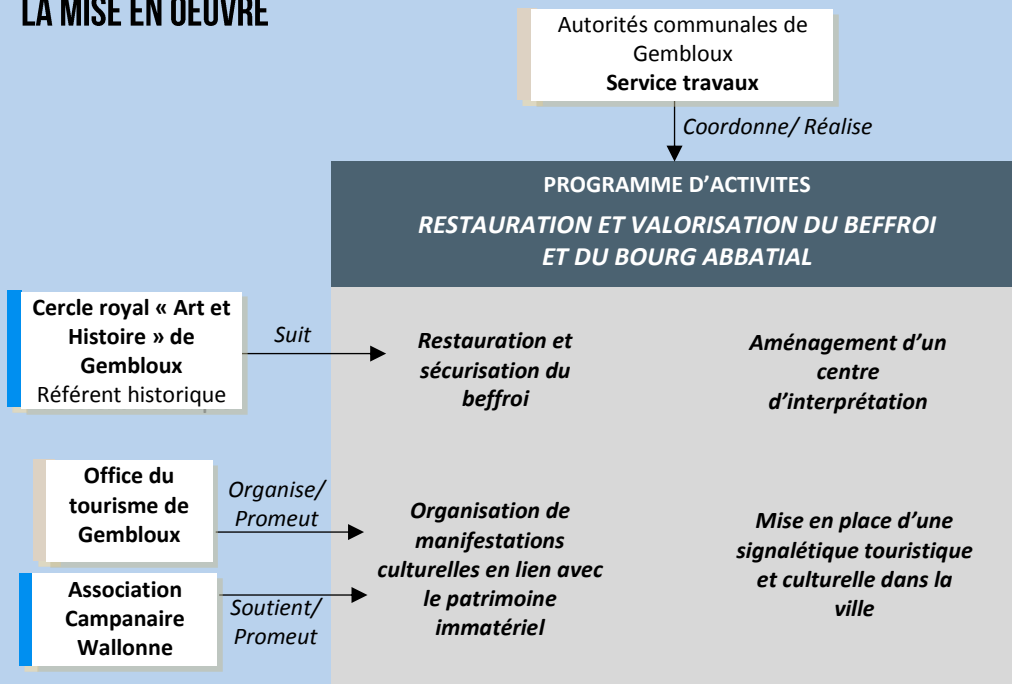 LA MISE EN OEUVRE
Autorités communales de
Gembloux
Service travaux
Coordonne/ Réalise
PROGRAMME D’ACTIVITES
RESTAURATION ET VALORISATION DU BEFFROI
ET DU BOURG ABBATIAL
Cercle royal « Art et
Histoire » de
Gembloux
Référent historique
Suit
Restauration et
sécurisation du
beffroi
Aménagement d’un
centre
d’interprétation
Office du
tourisme de
Gembloux
Organise/
Promeut
Organisation de
manifestations
culturelles en lien avec
le patrimoine
immatériel
Mise en place d’une
signalétique touristique
et culturelle dans la
ville
Association
Campanaire
Wallonne
Soutient/
Promeut